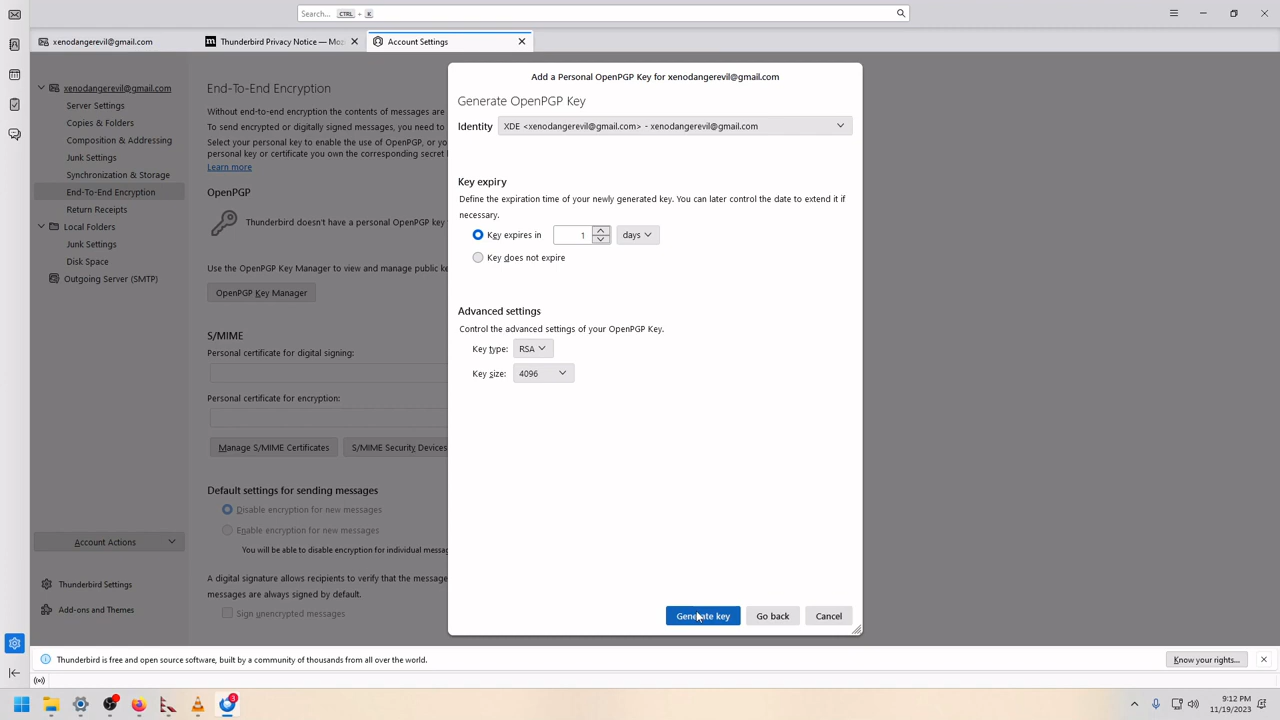 Search... CTRL + K
xenodangerevil@gmail.com
Thunderbird Privacy Notice — Moz
Account Settings
xenodangerevil@gmail.com
Server Settings
Copies & Folders
Composition & Addressing
Junk Settings
Synchronization & Storage
End-To-End Encryption
Return Receipts
Local Folders
Junk Settings
Disk Space
Outgoing Server (SMTP)
Account Actions
Thunderbird Settings
Add-ons and Themes
End-To-End Encryption
Without end-to-end encryption the contents of messages are
To send encrypted or digitally signed messages, you need to
Select your personal key to enable the use of OpenPGP, or yo
personal key or certificate you own the corresponding secret
Learn more
OpenPGP
Thunderbird doesn't have a personal OpenPGP key
Use the OpenPGP Key Manager to view and manage public ke
OpenPGP Key Manager
S/MIME
Personal certificate for digital signing:
Personal certificate for encryption:
Manage S/MIME Certificates
S/MIME Security Devices
Default settings for sending messages
Disable encryption for new messages
Enable encryption for new messages
You will be able to disable encryption for individual messag
A digital signature allows recipients to verify that the message
messages are always signed by default.
Sign unencrypted messages
Add a Personal OpenPGP Key for xenodangerevil@gmail.com
Generate OpenPGP Key
Identity XDE <xenodangerevil@gmail.com> - xenodangerevil@gmail.com
Key expiry
Define the expiration time of your newly generated key. You can later control the date to extend it if
necessary.
Key expires in 1 days
Key does not expire
Advanced settings
Control the advanced settings of your OpenPGP Key.
Key type: RSA
Key size: 4096
Generate key Go back Cancel
Thunderbird is free and open source software, built by a community of thousands from all over the world.
Know your rights...
3
9:12 PM
11/19/2023